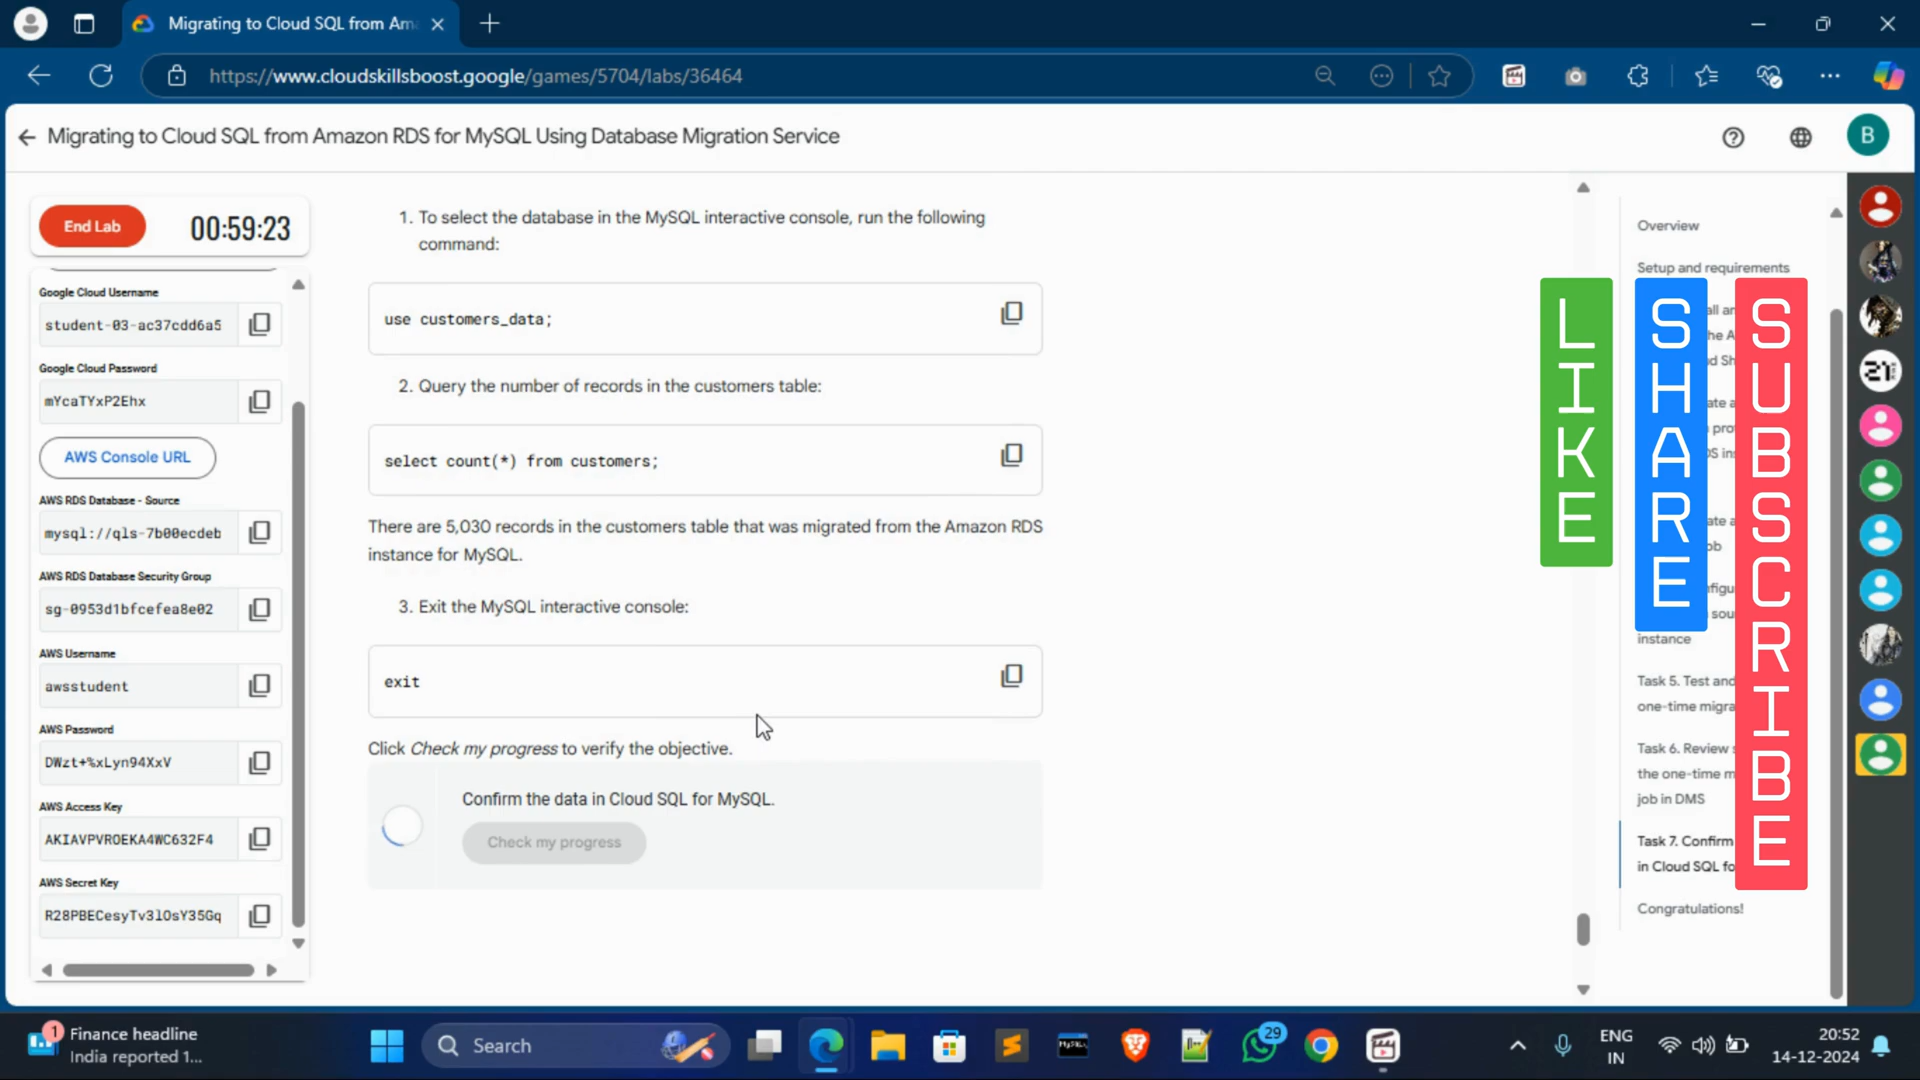 Migrating to Cloud SQL from Am
https://www.cloudskillsboost.google/games/5704/labs/36464
Migrating to Cloud SQL from Amazon RDS for MySQL Using Database Migration Service
B
End Lab
00:59:23
Google Cloud Username
student-03-ac37cdd6a5
Google Cloud Password
mYcaTYxP2Ehx
AWS Console URL
AWS RDS Database - Source
mysql://qls-7b00ecdeb
AWS RDS Database Security Group
sg-0953d1bfcefea8e02
AWS Username
awsstudent
AWS Password
DWzt+%xLyn94XxV
AWS Access Key
AKIAVPVROEKA4WC632F4
AWS Secret Key
R28PBECesyTv3lOsY35Gq
1. To select the database in the MySQL interactive console, run the following
command:
use customers_data;
2. Query the number of records in the customers table:
select count(*) from customers;
There are 5,030 records in the customers table that was migrated from the Amazon RDS
instance for MySQL.
3. Exit the MySQL interactive console:
exit
Click Check my progress to verify the objective.
Confirm the data in Cloud SQL for MySQL.
Check my progress
Overview
Setup and requirements
instance
Task 5. Test and
one-time migra
Task 6. Review
the one-time m
job in DMS
Task 7. Confirm
in Cloud SQL fo
Congratulations!
LIKE
SHARE
SUBSCRIBE
1
Finance headline
India reported 1...
Search
MySQL
29
ENG
IN
20:52
14-12-2024